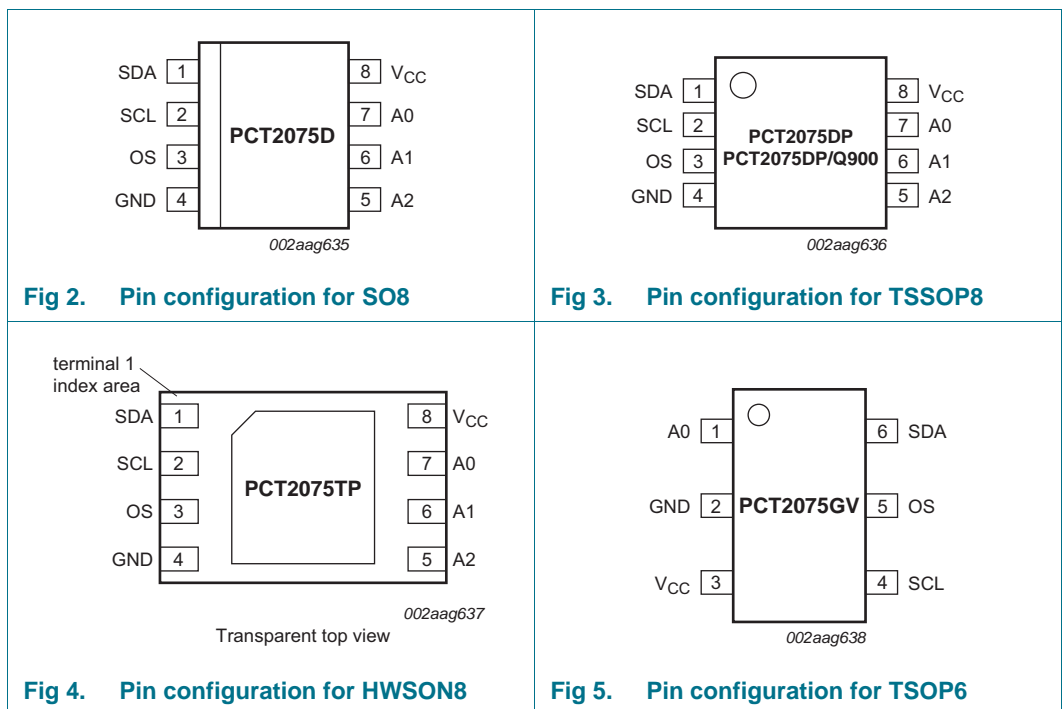 SDA 1 8 VCC
SCL 2 7 A0
OS 3 6 A1
GND 4 5 A2
PCT2075D
002aag635
Fig 2. Pin configuration for SO8
SDA 1 8 VCC
SCL 2 7 A0
OS 3 6 A1
GND 4 5 A2
PCT2075DP
PCT2075DP/Q900
002aag636
Fig 3. Pin configuration for TSSOP8
terminal 1
index area
SDA 1 8 VCC
SCL 2 7 A0
PCT2075TP
OS 3 6 A1
GND 4 5 A2
002aag637
Transparent top view
Fig 4. Pin configuration for HWSON8
A0 1 6 SDA
GND 2 PCT2075GV 5 OS
VCC 3 4 SCL
002aag638
Fig 5. Pin configuration for TSOP6